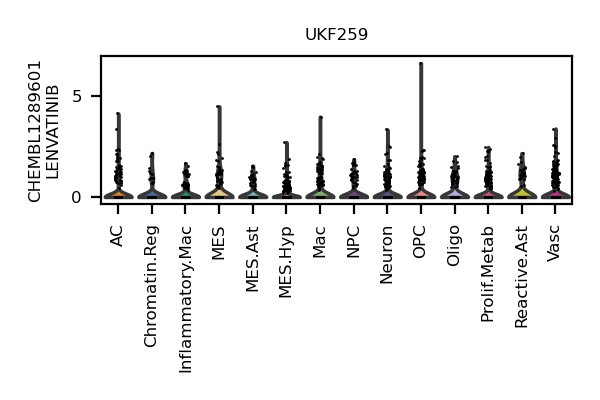 UKF259
CHEMBL1289601
LENVATINIB
5
0
AC
Chromatin.Reg
Inflammatory.Mac
MES
MES.Ast
MES.Hyp
Mac
NPC
Neuron
OPC
Oligo
Prolif.Metab
Reactive.Ast
Vasc